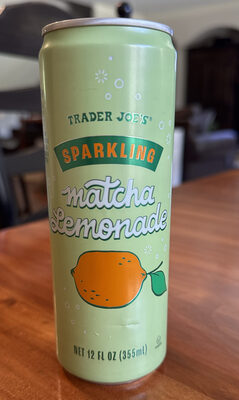 TRADER JOE'S®
SPARKLING
matcha
Lemonade
NET 12 FL OZ (355mL)